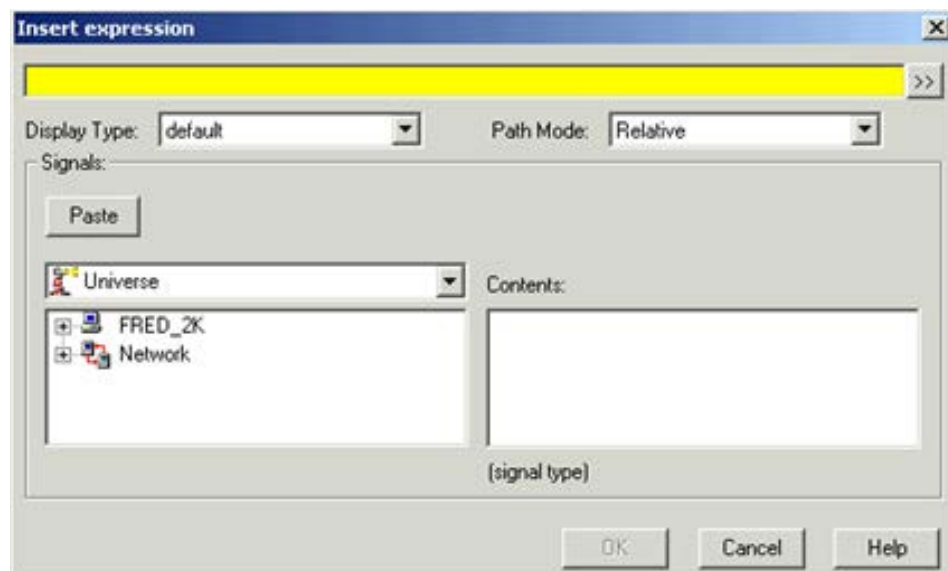 Insert expression
>>
Display Type: default Path Mode: Relative
Signals:
Paste
Universe
Contents:
FRED_2K
Network
(signal type)
OK Cancel Help